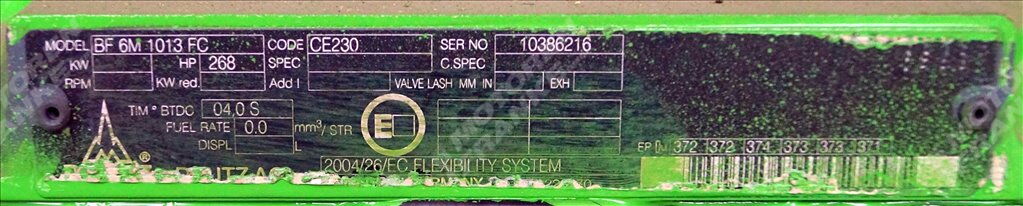 MODEL BF 6M 1013 FC CODE CE230 SER NO 10386216
KW HP 268 SPEC C.SPEC
RPM KW red. Add I VALVE LASH MM IN EXH
TIM ° BTDC 04,0 S
FUEL RATE 0.0 mm³/STR
DISPL L
E
EP 372 372 374 373 373
® DEUTZ AG 2004/26/EC FLEXIBILITY SYSTEM